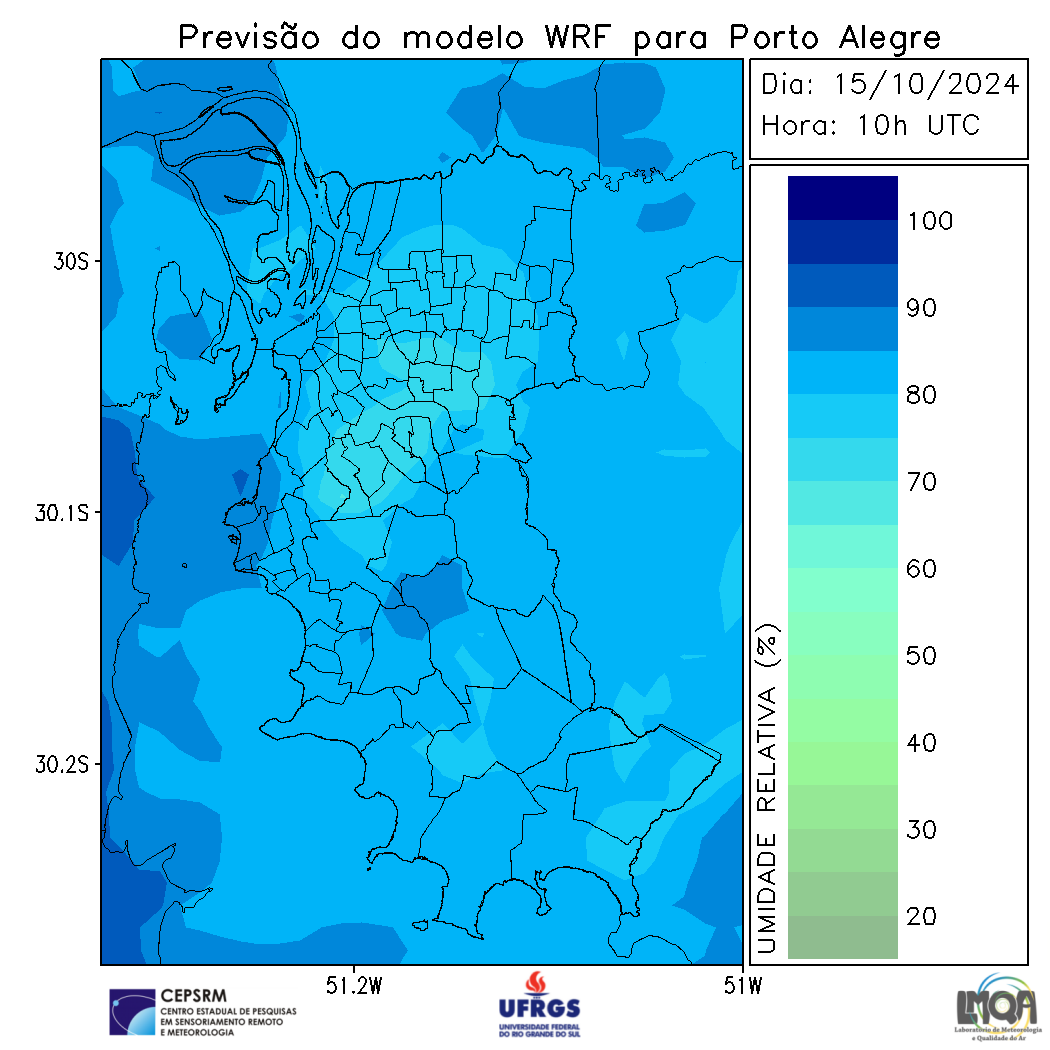 Previsão do modelo WRF para Porto Alegre
Dia: 15/10/2024
Hora: 10h UTC
30S
30.1S
30.2S
51.2W
51W
100
90
80
70
60
50
40
30
20
UMIDADE RELATIVA (%)
CEPSRM
CENTRO ESTADUAL DE PESQUISAS
EM SENSORIAMENTO REMOTO
E METEOROLOGIA
UFRGS
UNIVERSIDADE FEDERAL
DO RIO GRANDE DO SUL
LMQA
Laboratório de Meteorologia
e Qualidade do Ar